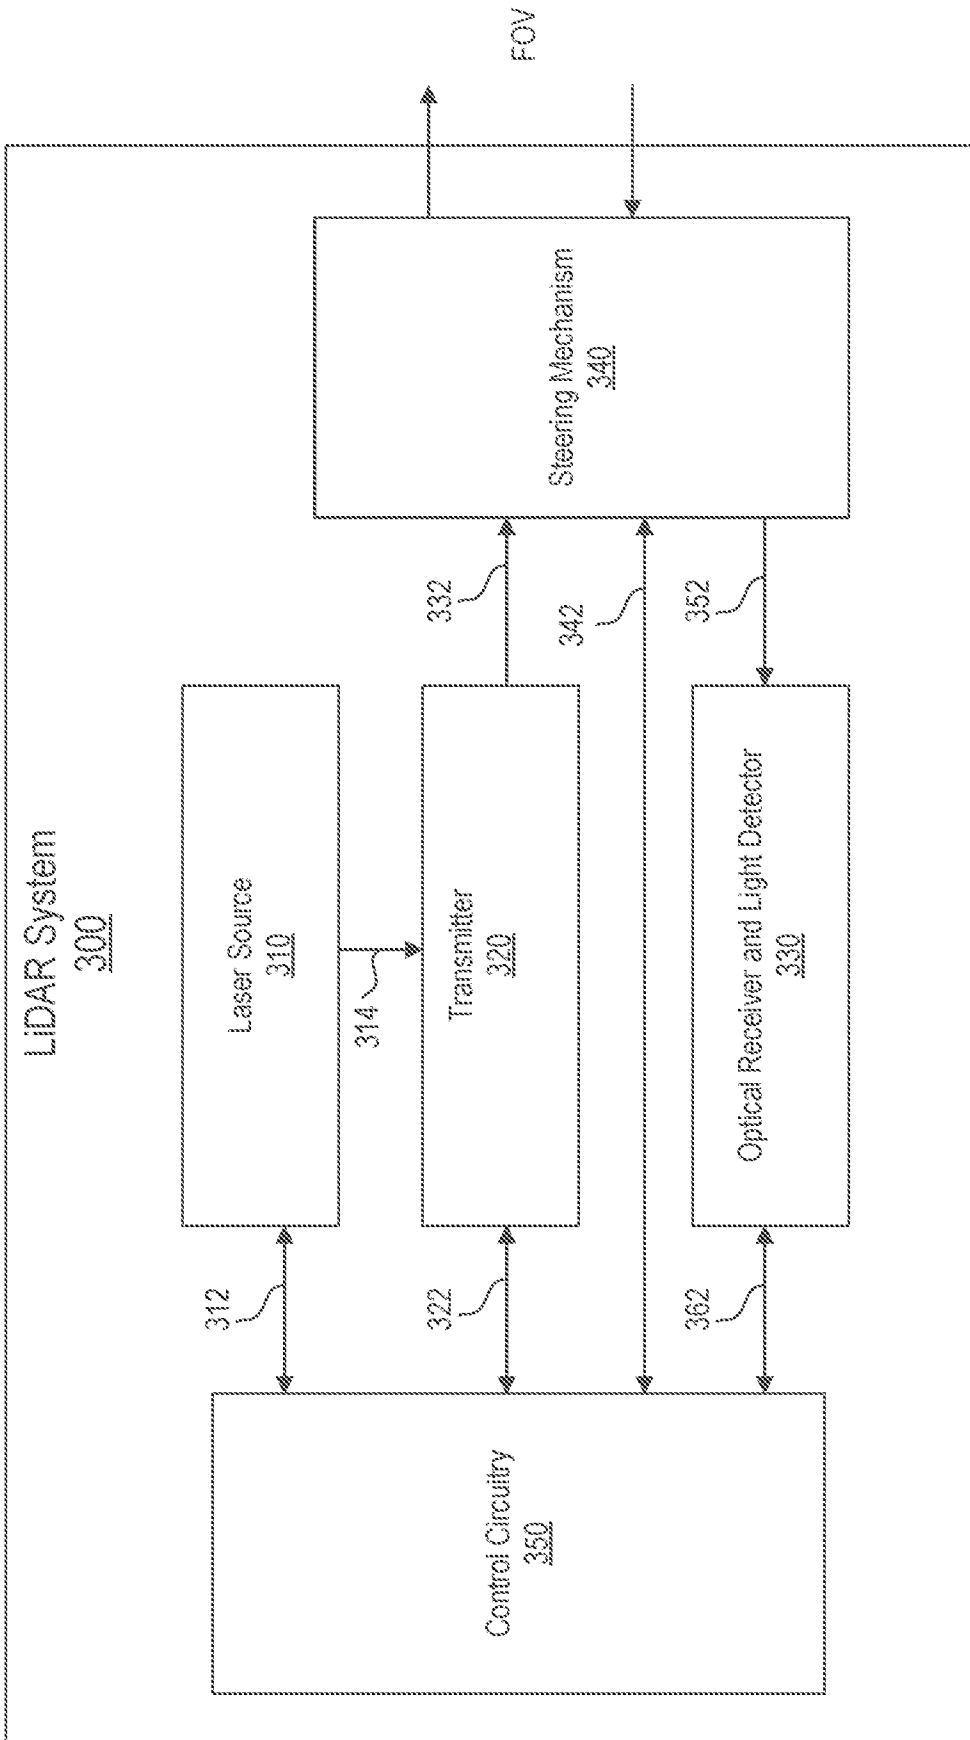 LiDAR System
300
Laser Source
310
312
314
Transmitter
320
322
332
Control Circuitry
350
Steering Mechanism
340
FOV
342
Optical Receiver and Light Detector
330
362
352